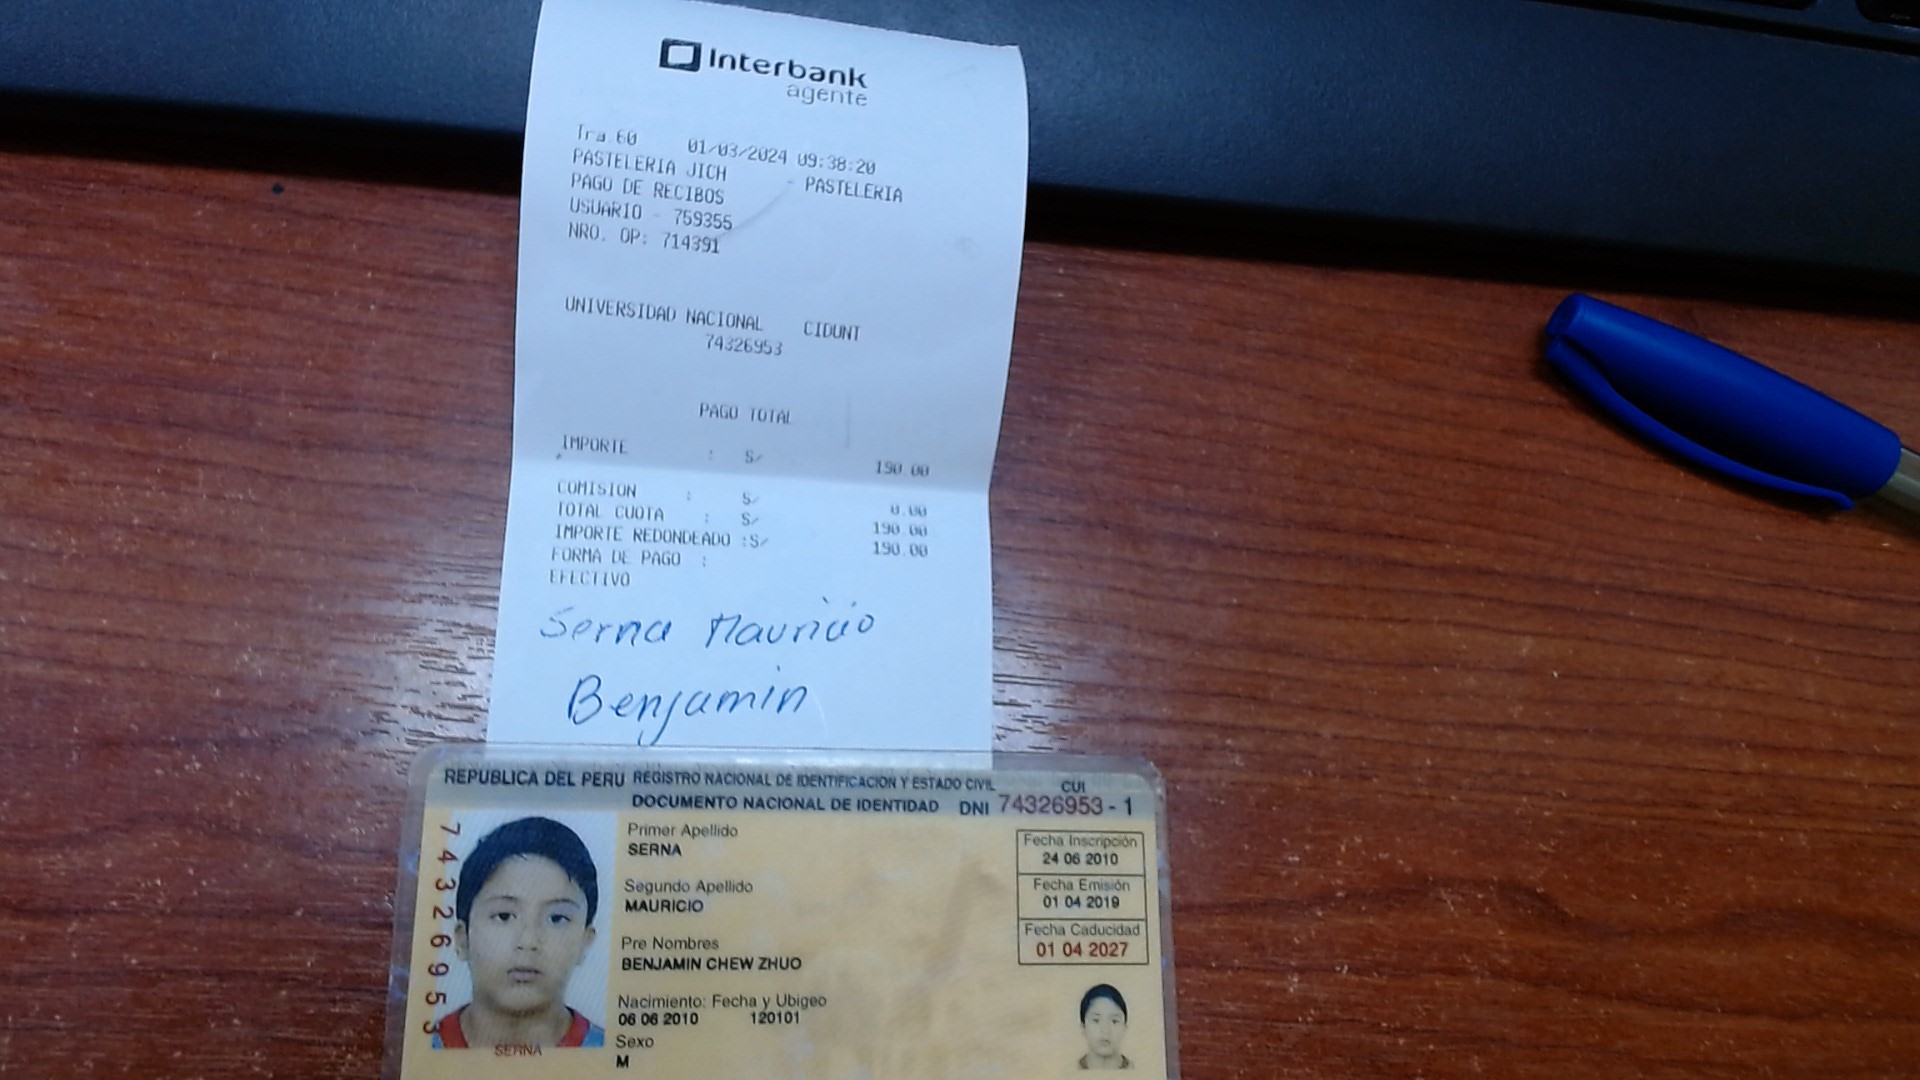 Interbank
agente
Tra 60 01/03/2024 09:38:20
PASTELERIA JICH - PASTELERIA
PAGO DE RECIBOS
USUARIO - 759355
NRO. OP: 714391
UNIVERSIDAD NACIONAL CIDUNT
74326953
PAGO TOTAL
IMPORTE : S/ 190.00
COMISION : S/ 0.00
TOTAL CUOTA : S/ 190.00
IMPORTE REDONDEADO :S/ 190.00
FORMA DE PAGO :
EFECTIVO
Serna Mauricio
Benjamin
REPUBLICA DEL PERU REGISTRO NACIONAL DE IDENTIFICACION Y ESTADO CIVIL CUI
DOCUMENTO NACIONAL DE IDENTIDAD DNI 74326953 - 1
74326953
Primer Apellido
SERNA
Segundo Apellido
MAURICIO
Pre Nombres
BENJAMIN CHEW ZHUO
Nacimiento: Fecha y Ubigeo
06 06 2010 120101
Sexo
M
SERNA
Fecha Inscripción
24 06 2010
Fecha Emisión
01 04 2019
Fecha Caducidad
01 04 2027